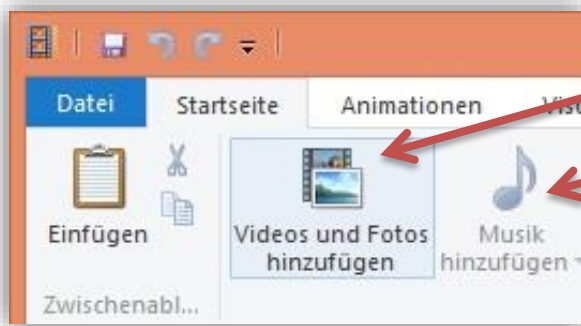 Datei Startseite Animationen
Einfügen Videos und Fotos hinzufügen Musik hinzufügen
Zwischenabl...